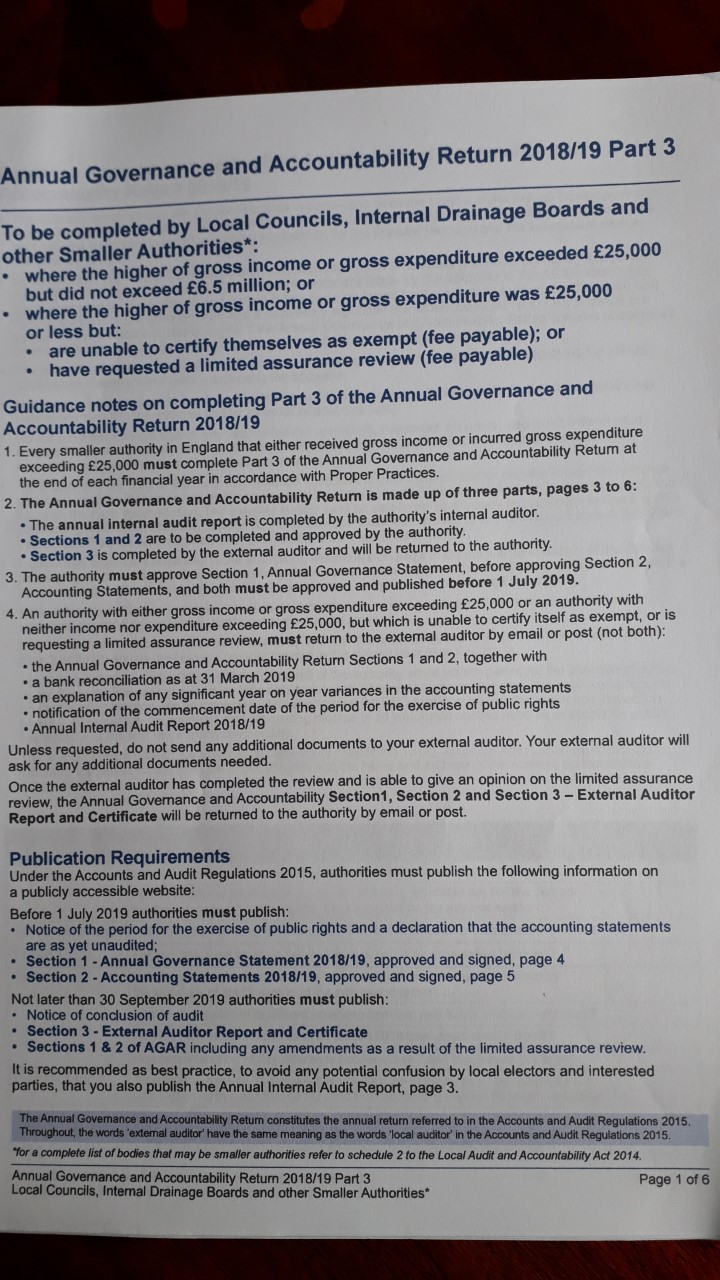 Annual Governance and Accountability Return 2018/19 Part 3
To be completed by Local Councils, Internal Drainage Boards and
other Smaller Authorities*:
• where the higher of gross income or gross expenditure exceeded £25,000
but did not exceed £6.5 million; or
• where the higher of gross income or gross expenditure was £25,000
or less but:
• are unable to certify themselves as exempt (fee payable); or
• have requested a limited assurance review (fee payable)
Guidance notes on completing Part 3 of the Annual Governance and
Accountability Return 2018/19
1. Every smaller authority in England that either received gross income or incurred gross expenditure
exceeding £25,000 must complete Part 3 of the Annual Governance and Accountability Return at
the end of each financial year in accordance with Proper Practices.
2. The Annual Governance and Accountability Return is made up of three parts, pages 3 to 6:
• The annual internal audit report is completed by the authority's internal auditor.
• Sections 1 and 2 are to be completed and approved by the authority.
• Section 3 is completed by the external auditor and will be returned to the authority.
3. The authority must approve Section 1, Annual Governance Statement, before approving Section 2,
Accounting Statements, and both must be approved and published before 1 July 2019.
4. An authority with either gross income or gross expenditure exceeding £25,000 or an authority with
neither income nor expenditure exceeding £25,000, but which is unable to certify itself as exempt, or is
requesting a limited assurance review, must return to the external auditor by email or post (not both):
• the Annual Governance and Accountability Return Sections 1 and 2, together with
• a bank reconciliation as at 31 March 2019
• an explanation of any significant year on year variances in the accounting statements
• notification of the commencement date of the period for the exercise of public rights
• Annual Internal Audit Report 2018/19
Unless requested, do not send any additional documents to your external auditor. Your external auditor will
ask for any additional documents needed.
Once the external auditor has completed the review and is able to give an opinion on the limited assurance
review, the Annual Governance and Accountability Section1, Section 2 and Section 3 – External Auditor
Report and Certificate will be returned to the authority by email or post.
Publication Requirements
Under the Accounts and Audit Regulations 2015, authorities must publish the following information on
a publicly accessible website:
Before 1 July 2019 authorities must publish:
• Notice of the period for the exercise of public rights and a declaration that the accounting statements
are as yet unaudited;
• Section 1 - Annual Governance Statement 2018/19, approved and signed, page 4
• Section 2 - Accounting Statements 2018/19, approved and signed, page 5
Not later than 30 September 2019 authorities must publish:
• Notice of conclusion of audit
• Section 3 - External Auditor Report and Certificate
• Sections 1 & 2 of AGAR including any amendments as a result of the limited assurance review.
It is recommended as best practice, to avoid any potential confusion by local electors and interested
parties, that you also publish the Annual Internal Audit Report, page 3.
The Annual Governance and Accountability Return constitutes the annual return referred to in the Accounts and Audit Regulations 2015.
Throughout, the words 'external auditor' have the same meaning as the words 'local auditor' in the Accounts and Audit Regulations 2015.
*for a complete list of bodies that may be smaller authorities refer to schedule 2 to the Local Audit and Accountability Act 2014.
Annual Governance and Accountability Return 2018/19 Part 3 Page 1 of 6
Local Councils, Internal Drainage Boards and other Smaller Authorities*